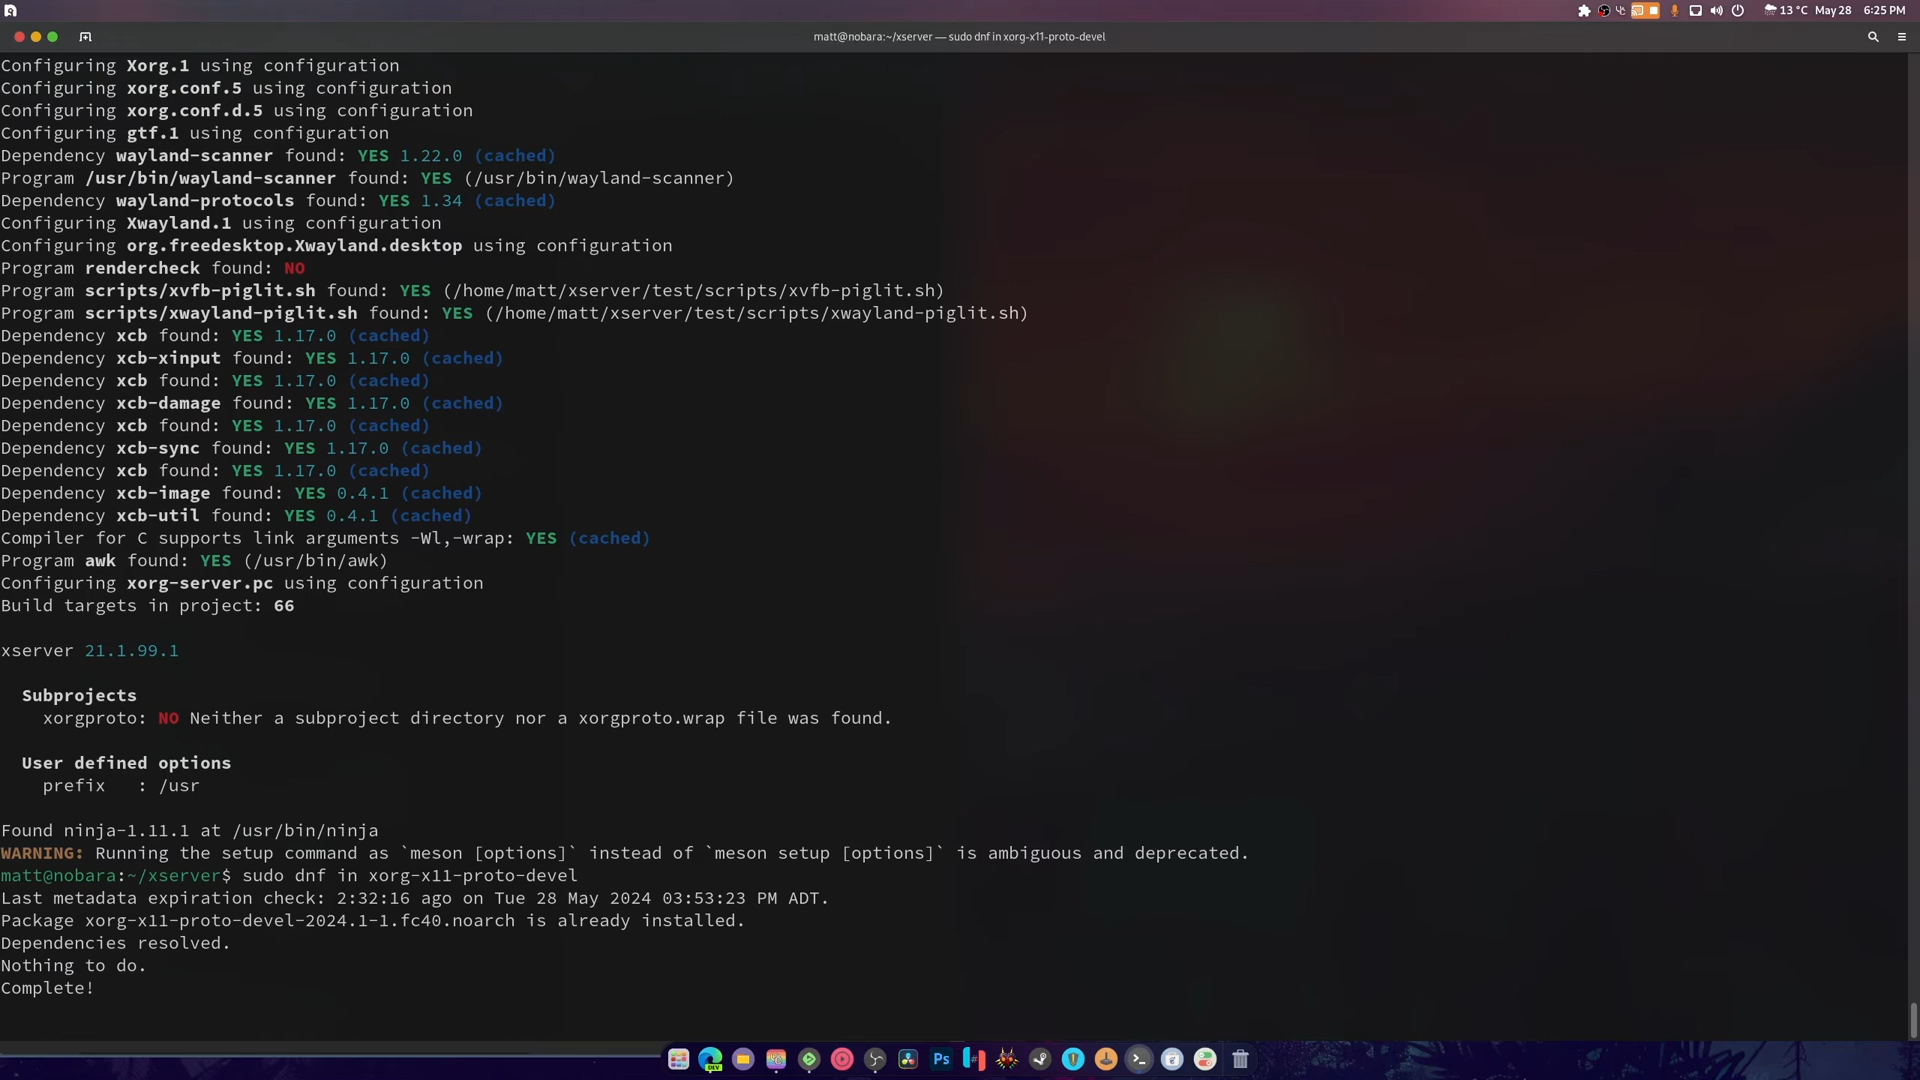 13 °C May 28 6:25 PM
matt@nobara:~/xserver — sudo dnf in xorg-x11-proto-devel
Configuring Xorg.1 using configuration
Configuring xorg.conf.5 using configuration
Configuring xorg.conf.d.5 using configuration
Configuring gtf.1 using configuration
Dependency wayland-scanner found: YES 1.22.0 (cached)
Program /usr/bin/wayland-scanner found: YES (/usr/bin/wayland-scanner)
Dependency wayland-protocols found: YES 1.34 (cached)
Configuring Xwayland.1 using configuration
Configuring org.freedesktop.Xwayland.desktop using configuration
Program rendercheck found: NO
Program scripts/xvfb-piglit.sh found: YES (/home/matt/xserver/test/scripts/xvfb-piglit.sh)
Program scripts/xwayland-piglit.sh found: YES (/home/matt/xserver/test/scripts/xwayland-piglit.sh)
Dependency xcb found: YES 1.17.0 (cached)
Dependency xcb-xinput found: YES 1.17.0 (cached)
Dependency xcb found: YES 1.17.0 (cached)
Dependency xcb-damage found: YES 1.17.0 (cached)
Dependency xcb found: YES 1.17.0 (cached)
Dependency xcb-sync found: YES 1.17.0 (cached)
Dependency xcb found: YES 1.17.0 (cached)
Dependency xcb-image found: YES 0.4.1 (cached)
Dependency xcb-util found: YES 0.4.1 (cached)
Compiler for C supports link arguments -Wl,-wrap: YES (cached)
Program awk found: YES (/usr/bin/awk)
Configuring xorg-server.pc using configuration
Build targets in project: 66
xserver 21.1.99.1
Subprojects
xorgproto: NO Neither a subproject directory nor a xorgproto.wrap file was found.
User defined options
prefix : /usr
Found ninja-1.11.1 at /usr/bin/ninja
WARNING: Running the setup command as `meson [options]` instead of `meson setup [options]` is ambiguous and deprecated.
matt@nobara:~/xserver$ sudo dnf in xorg-x11-proto-devel
Last metadata expiration check: 2:32:16 ago on Tue 28 May 2024 03:53:23 PM ADT.
Package xorg-x11-proto-devel-2024.1-1.fc40.noarch is already installed.
Dependencies resolved.
Nothing to do.
Complete!
DEV
Ps